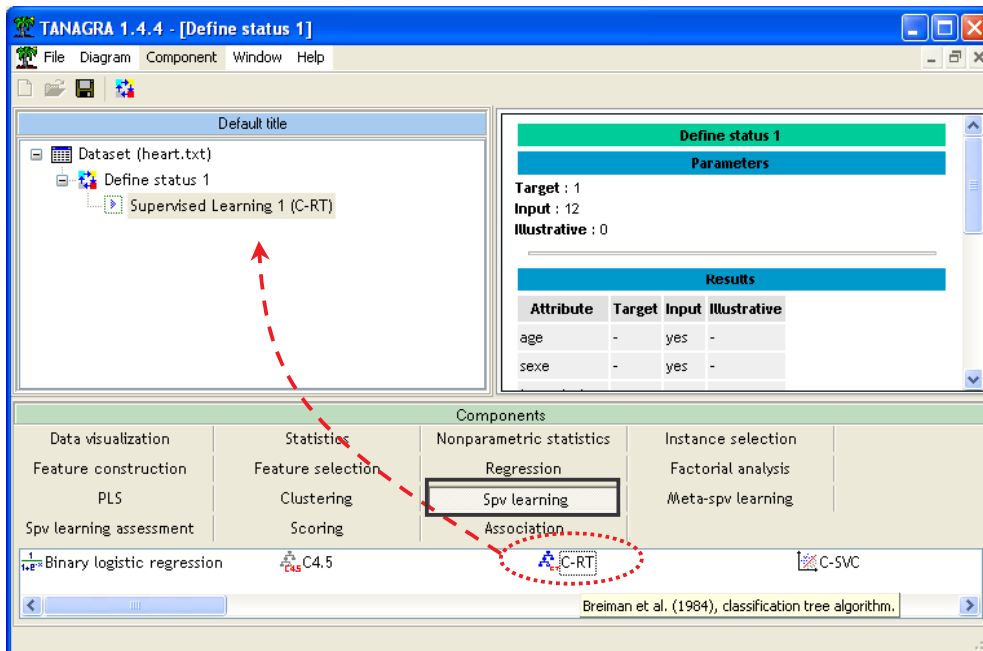 TANAGRA 1.4.4 - [Define status 1]
File Diagram Component Window Help
Default title
Dataset (heart.txt)
Define status 1
Supervised Learning 1 (C-RT)
Define status 1
Parameters
Target : 1
Input : 12
Illustrative : 0
Results
Attribute Target Input Illustrative
age - yes -
sexe - yes -
Components
Data visualization Statistics Nonparametric statistics Instance selection
Feature construction Feature selection Regression Factorial analysis
PLS Clustering Spv learning Meta-spv learning
Spv learning assessment Scoring Association
Binary logistic regression C4.5 C-RT C-SVC
Breiman et al. (1984), classification tree algorithm.